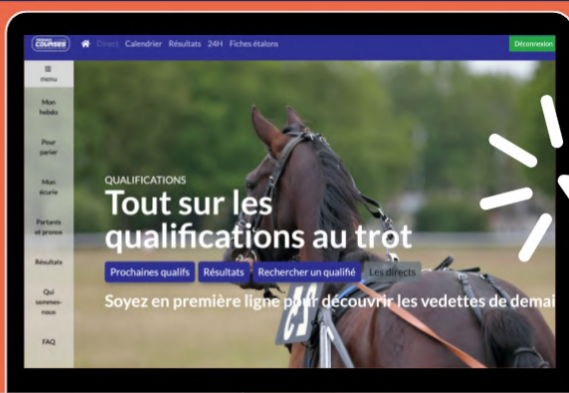 COURSES
Direct Calendrier Résultats 24H Fiches étalons
Déconnexion
menu
Mon
hebdo
Pour
parier
Mon
écurie
Partants
et pronos
Résultats
Qui
sommes-
nous
FAQ
QUALIFICATIONS
Tout sur les
qualifications au trot
Prochaines qualifs
Résultats
Rechercher un qualifié
Les directs
Soyez en première ligne pour découvrir les vedettes de demai